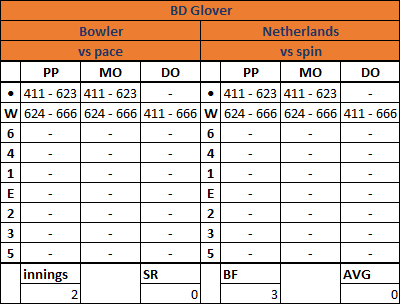 BD Glover
Bowler Netherlands
vs pace vs spin
PP MO DO PP MO DO
• 411 - 623 411 - 623 - • 411 - 623 411 - 623 -
W 624 - 666 624 - 666 411 - 666 W 624 - 666 624 - 666 411 - 666
6 - - - 6 - - -
4 - - - 4 - - -
1 - - - 1 - - -
E - - - E - - -
2 - - - 2 - - -
3 - - - 3 - - -
5 - - - 5 - - -
innings SR BF AVG
2 0 3 0